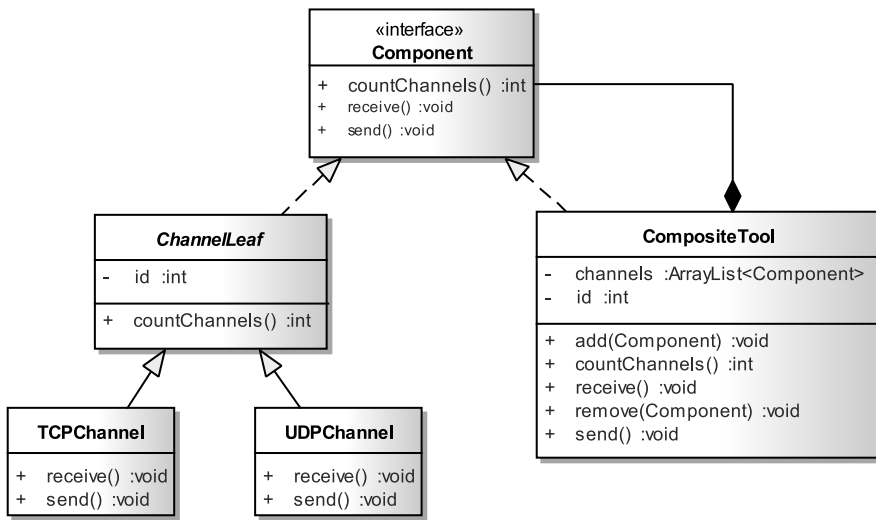 «interface»
Component
+ countChannels() :int
+ receive() :void
+ send() :void
ChannelLeaf
- id :int
+ countChannels() :int
CompositeTool
- channels :ArrayList<Component>
- id :int
+ add(Component) :void
+ countChannels() :int
+ receive() :void
+ remove(Component) :void
+ send() :void
TCPChannel
+ receive() :void
+ send() :void
UDPChannel
+ receive() :void
+ send() :void